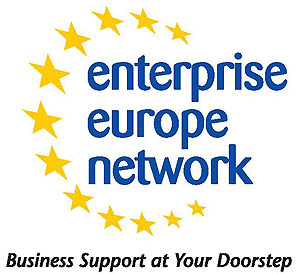 enterprise
europe
network
Business Support at Your Doorstep